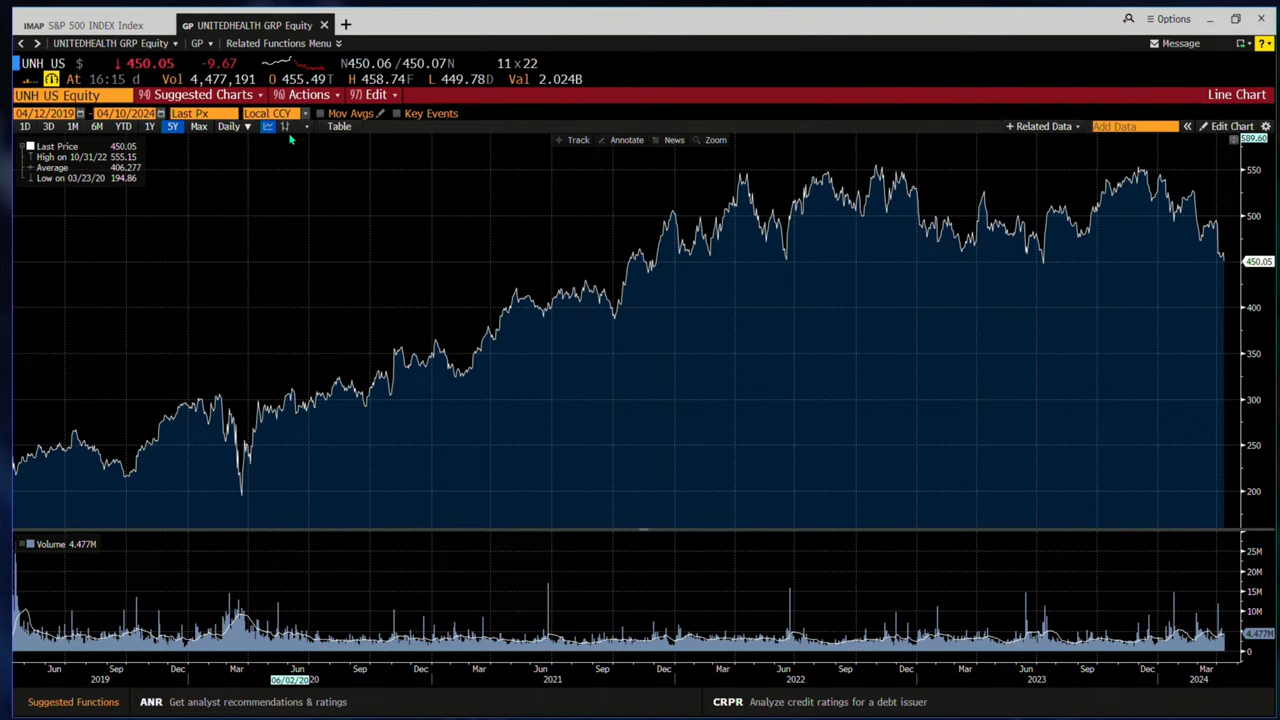 IMAP S&P 500 INDEX Index GP UNITEDHEALTH GRP Equity Options
UNITEDHEALTH GRP Equity GP Related Functions Menu Message
UNH US $ 450.05 -9.67 N450.06 /450.07N 11 x 22
At 16:15 d Vol 4,477,191 O 455.49T H 458.74F L 449.78D Val 2.024B
UNH US Equity 94) Suggested Charts 96) Actions 97) Edit Line Chart
04/12/2019 - 04/10/2024 Last Px Local CCY Mov Avgs Key Events
1D 3D 1M 6M YTD 1Y 5Y Max Daily Table + Related Data Add Data Edit Chart
Track Annotate News Zoom 589.60
Last Price 450.05
High on 10/31/22 555.15
Average 406.277
Low on 03/23/20 194.86
550
500
450.05
400
350
300
250
200
Volume 4.477M
25M
20M
15M
10M
4.477M
0
Jun Sep Dec Mar Jun Sep Dec Mar Jun Sep Dec Mar Jun Sep Dec Mar Jun Sep Dec Mar
2019 06/02/20 20 2021 2022 2023 2024
Suggested Functions ANR Get analyst recommendations & ratings CRPR Analyze credit ratings for a debt issuer